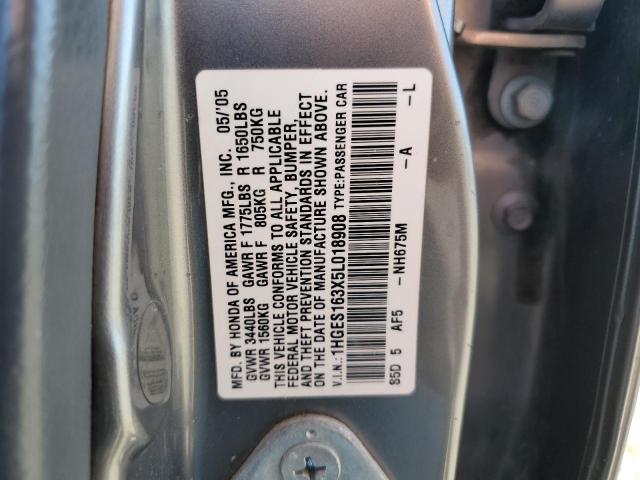 MFD. BY HONDA OF AMERICA MFG., INC. 05/'05
GVWR 3440LBS GAWR F 1775LBS R 1650LBS
GVWR 1560KG GAWR F 805KG R 750KG
THIS VEHICLE CONFORMS TO ALL APPLICABLE
FEDERAL MOTOR VEHICLE SAFETY, BUMPER,
AND THEFT PREVENTION STANDARDS IN EFFECT
ON THE DATE OF MANUFACTURE SHOWN ABOVE.
V.I.N.: 1HGES163X5L018908 TYPE:PASSENGER CAR
S5D 5 AF5 -NH675M -A -L